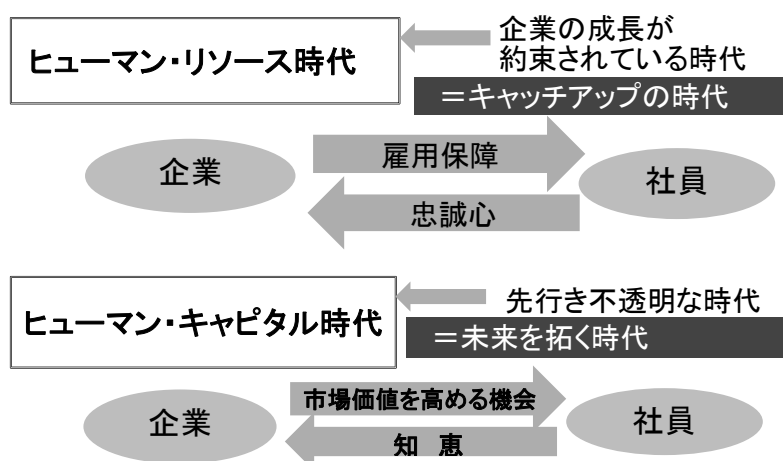 ヒューマン・リソース時代
企業の成長が
約束されている時代
＝キャッチアップの時代
企業
雇用保障
社員
忠誠心
ヒューマン・キャピタル時代
先行き不透明な時代
＝未来を拓く時代
企業
市場価値を高める機会
社員
知　恵